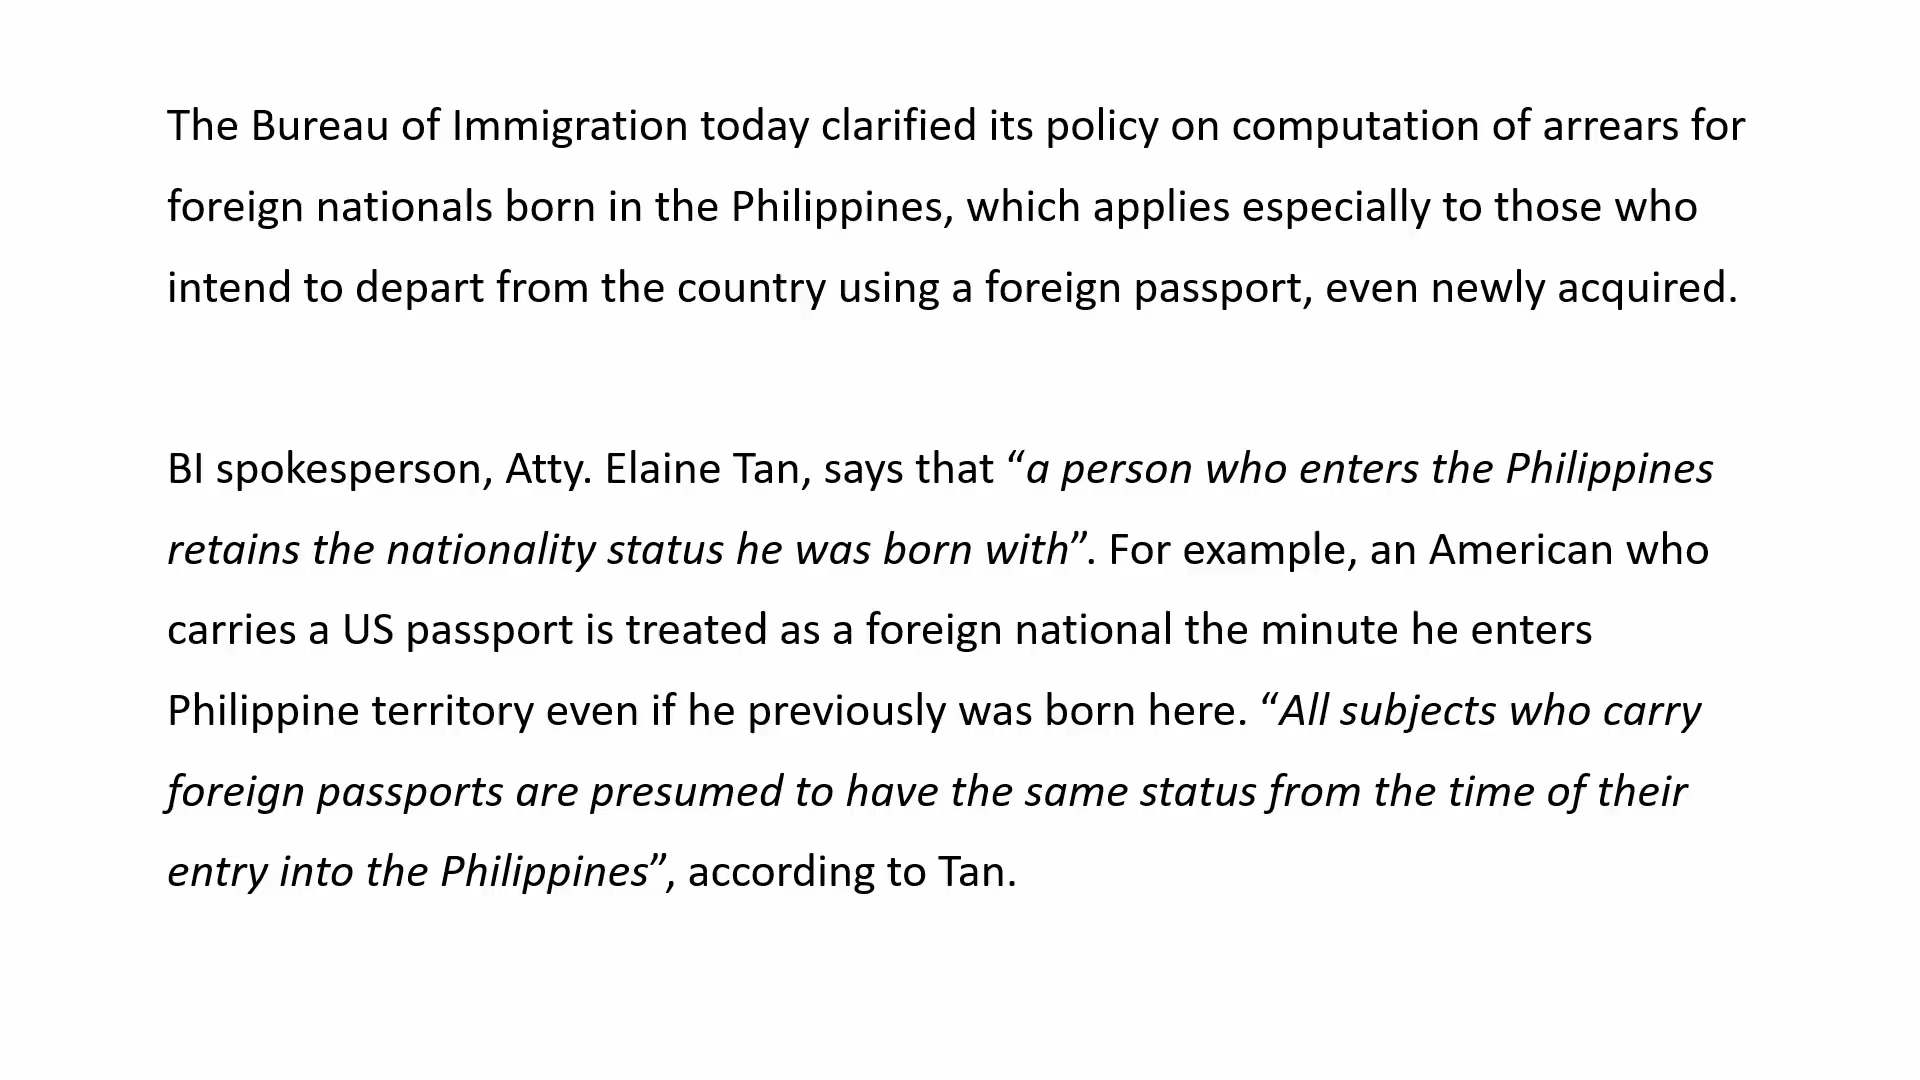 The Bureau of Immigration today clarified its policy on computation of arrears for
foreign nationals born in the Philippines, which applies especially to those who
intend to depart from the country using a foreign passport, even newly acquired.
BI spokesperson, Atty. Elaine Tan, says that “a person who enters the Philippines
retains the nationality status he was born with”. For example, an American who
carries a US passport is treated as a foreign national the minute he enters
Philippine territory even if he previously was born here. “All subjects who carry
foreign passports are presumed to have the same status from the time of their
entry into the Philippines”, according to Tan.